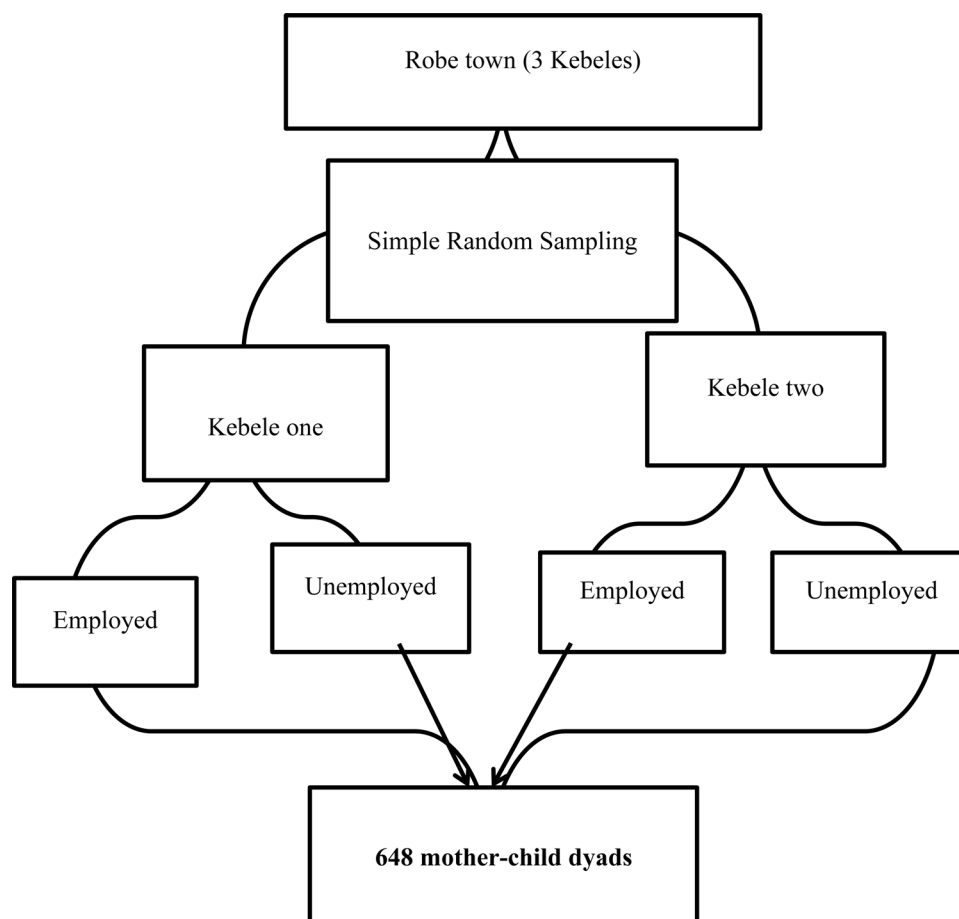 Robe town (3 Kebeles)
Simple Random Sampling
Kebele one
Kebele two
Employed
Unemployed
Employed
Unemployed
648 mother-child dyads